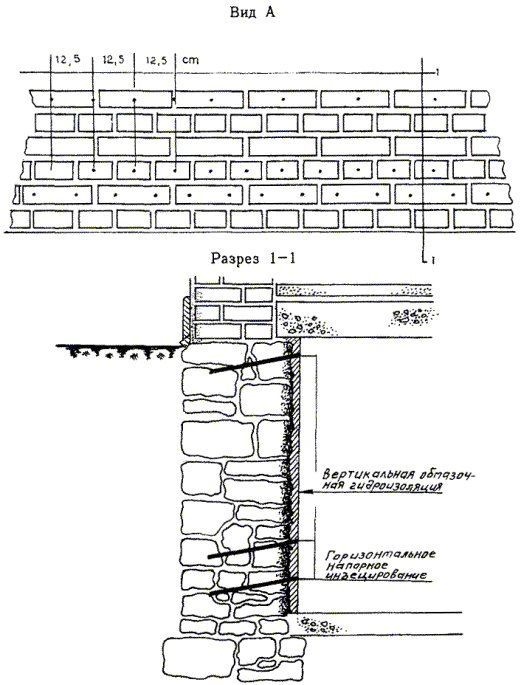 Вид А
12,5 12,5 12,5 cm
1
1
Разрез 1-1
Вертикальная обмазоч-
ная гидроизоляция
Горизонтальное
напорное
инъецирование